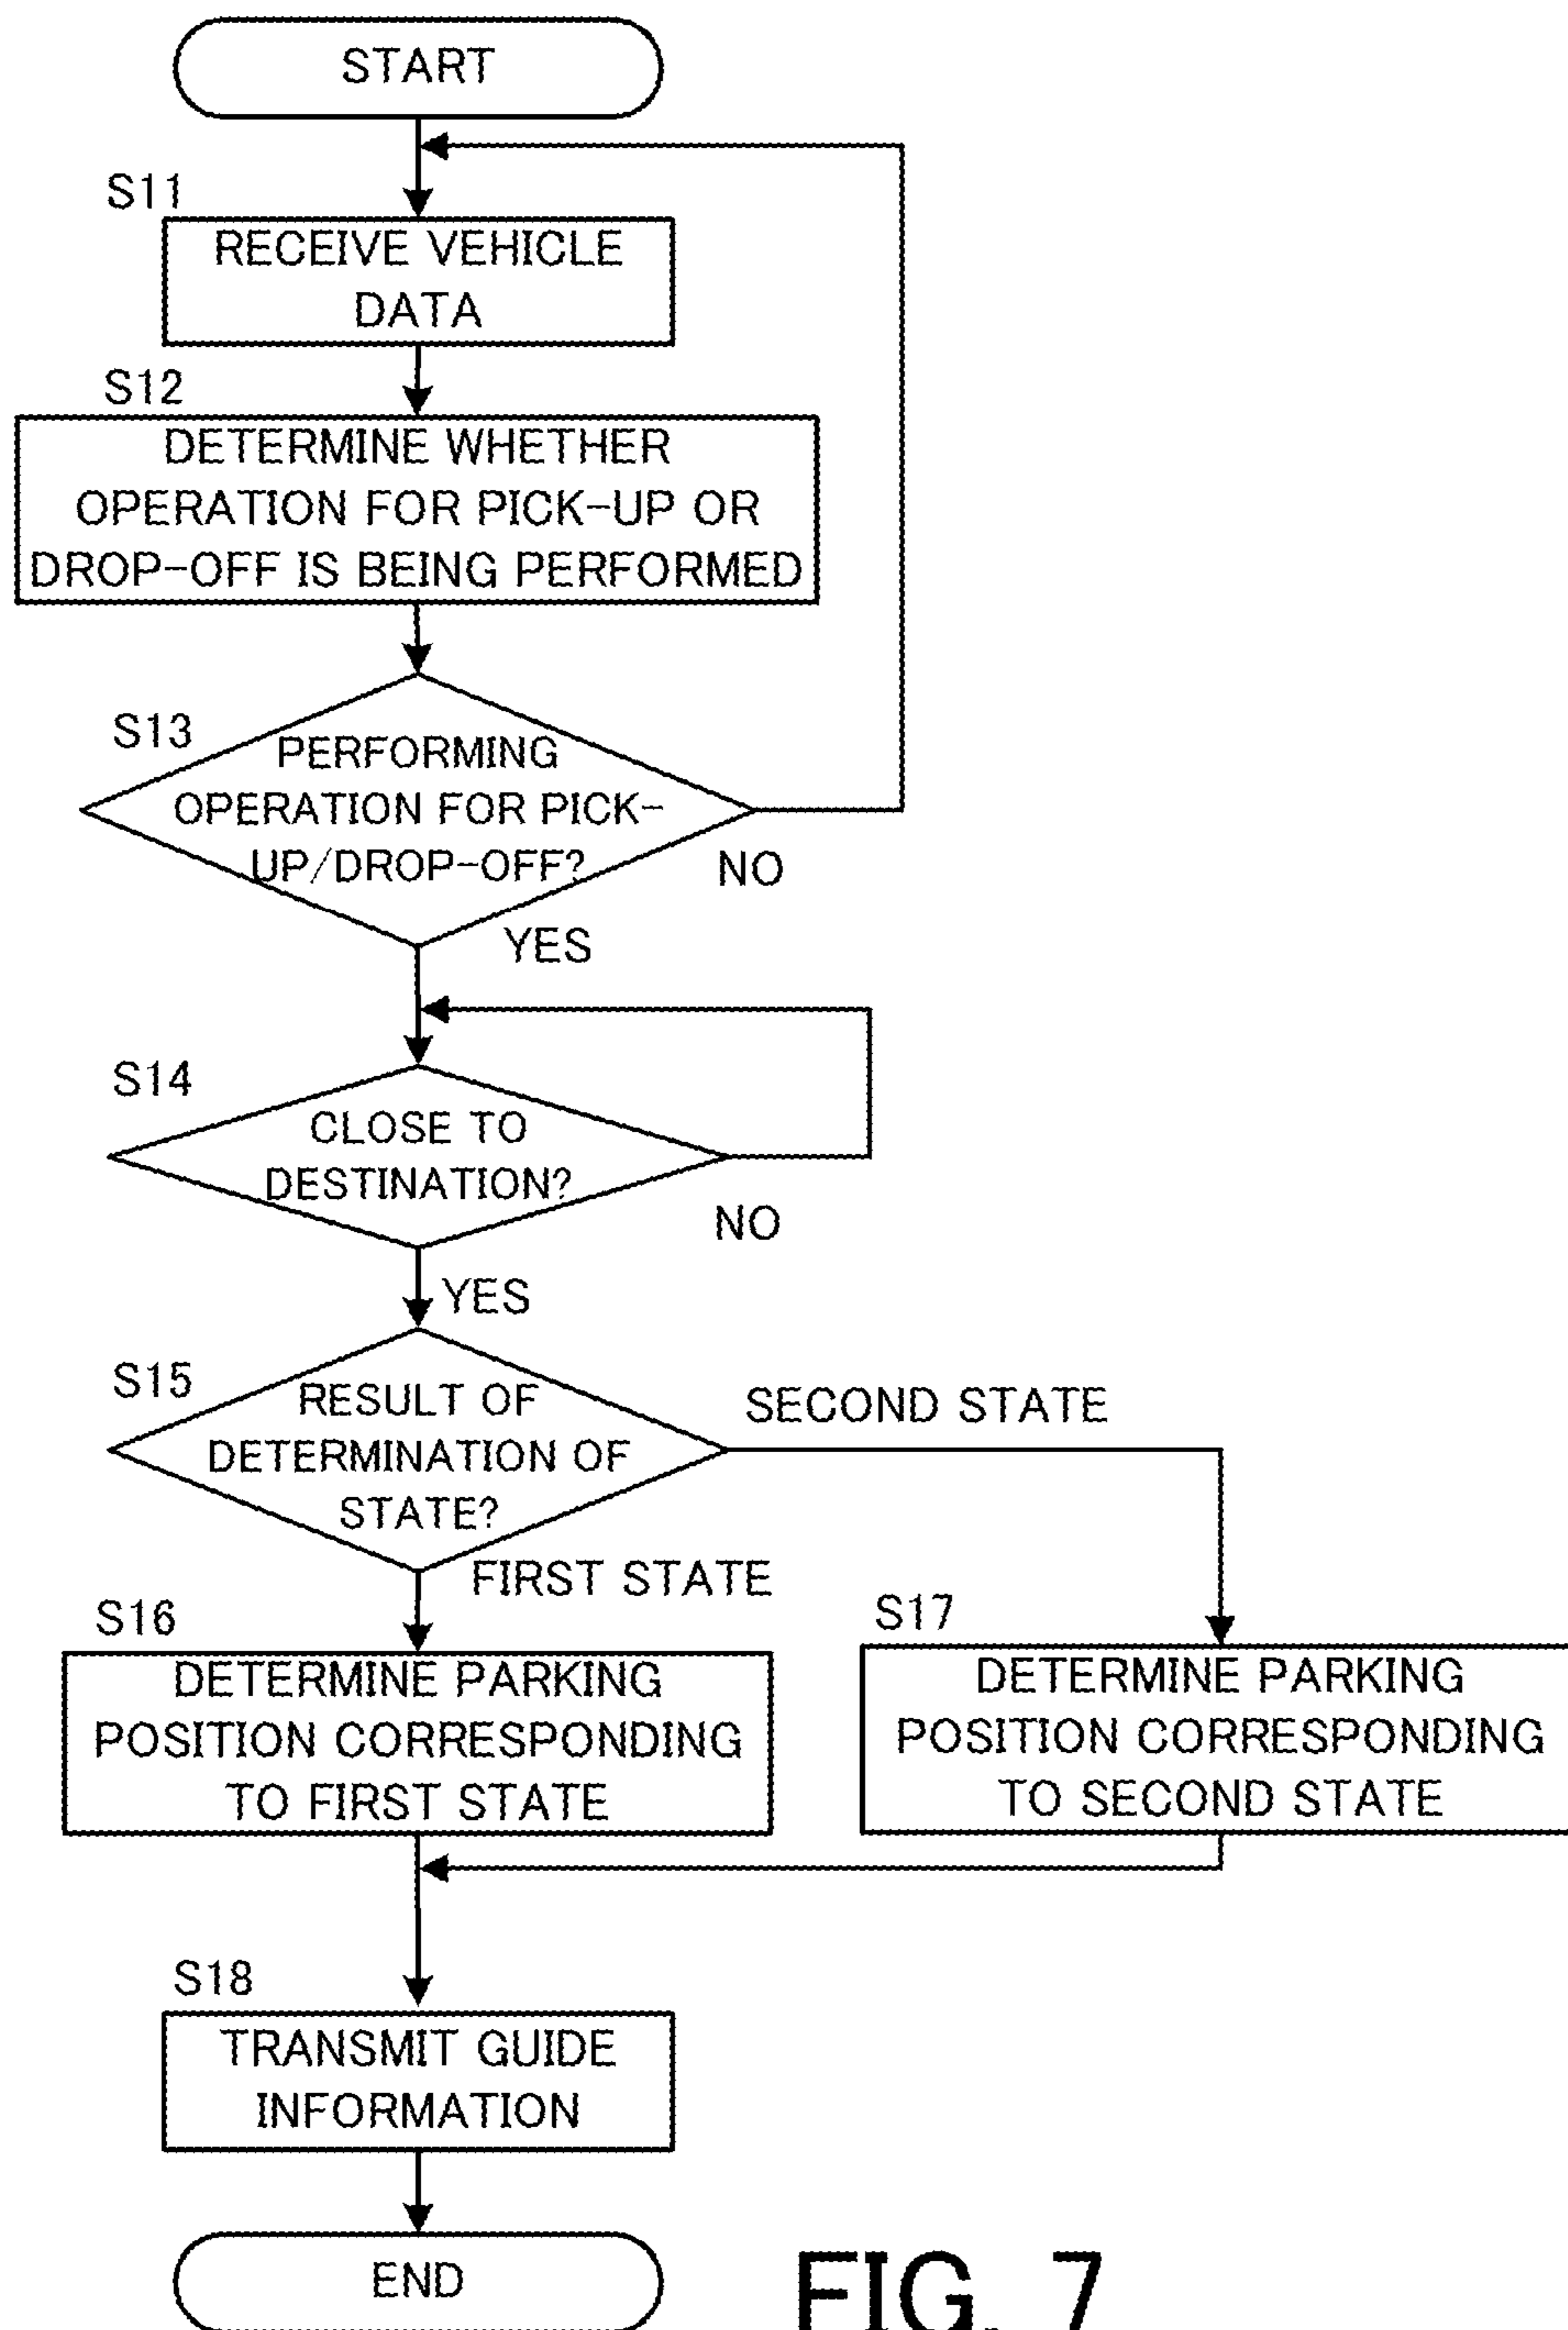 START
S11
RECEIVE VEHICLE
DATA
S12
DETERMINE WHETHER
OPERATION FOR PICK-UP OR
DROP-OFF IS BEING PERFORMED
S13
PERFORMING
OPERATION FOR PICK-
UP/DROP-OFF?
NO
YES
S14
CLOSE TO
DESTINATION?
NO
YES
S15
RESULT OF
DETERMINATION OF
STATE?
SECOND STATE
FIRST STATE
S16
DETERMINE PARKING
POSITION CORRESPONDING
TO FIRST STATE
S17
DETERMINE PARKING
POSITION CORRESPONDING
TO SECOND STATE
S18
TRANSMIT GUIDE
INFORMATION
END
FIG. 7